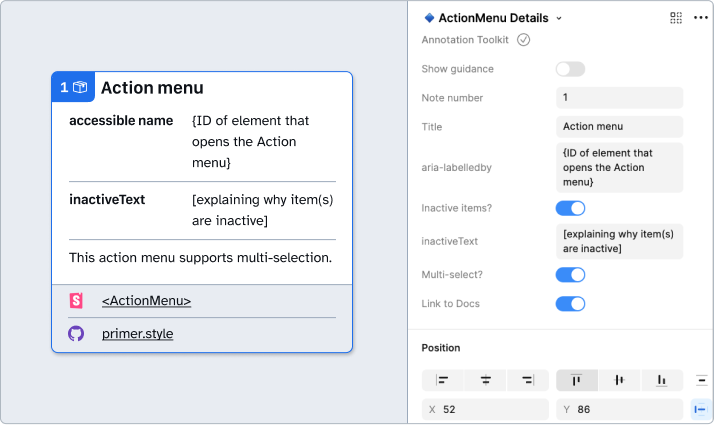 1 Action menu
accessible name {ID of element that
opens the Action
menu}
inactiveText [explaining why item(s)
are inactive]
This action menu supports multi-selection.
<ActionMenu>
primer.style
ActionMenu Details
Annotation Toolkit
Show guidance
Note number 1
Title Action menu
aria-labelledby {ID of element that
opens the Action
menu}
Inactive items?
inactiveText [explaining why item(s)
are inactive]
Multi-select?
Link to Docs
Position
X 52 Y 86